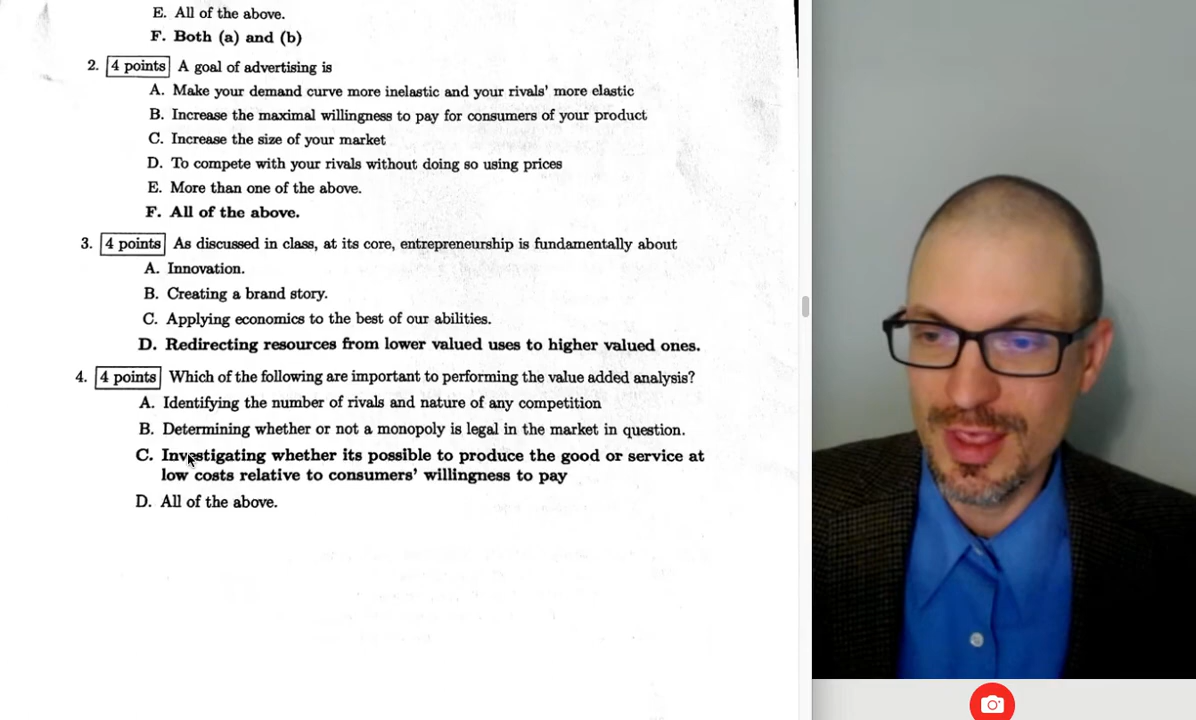 E. All of the above.
F. Both (a) and (b)
2. 4 points A goal of advertising is
A. Make your demand curve more inelastic and your rivals' more elastic
B. Increase the maximal willingness to pay for consumers of your product
C. Increase the size of your market
D. To compete with your rivals without doing so using prices
E. More than one of the above.
F. All of the above.
3. 4 points As discussed in class, at its core, entrepreneurship is fundamentally about
A. Innovation.
B. Creating a brand story.
C. Applying economics to the best of our abilities.
D. Redirecting resources from lower valued uses to higher valued ones.
4. 4 points Which of the following are important to performing the value added analysis?
A. Identifying the number of rivals and nature of any competition
B. Determining whether or not a monopoly is legal in the market in question.
C. Investigating whether its possible to produce the good or service at
low costs relative to consumers' willingness to pay
D. All of the above.